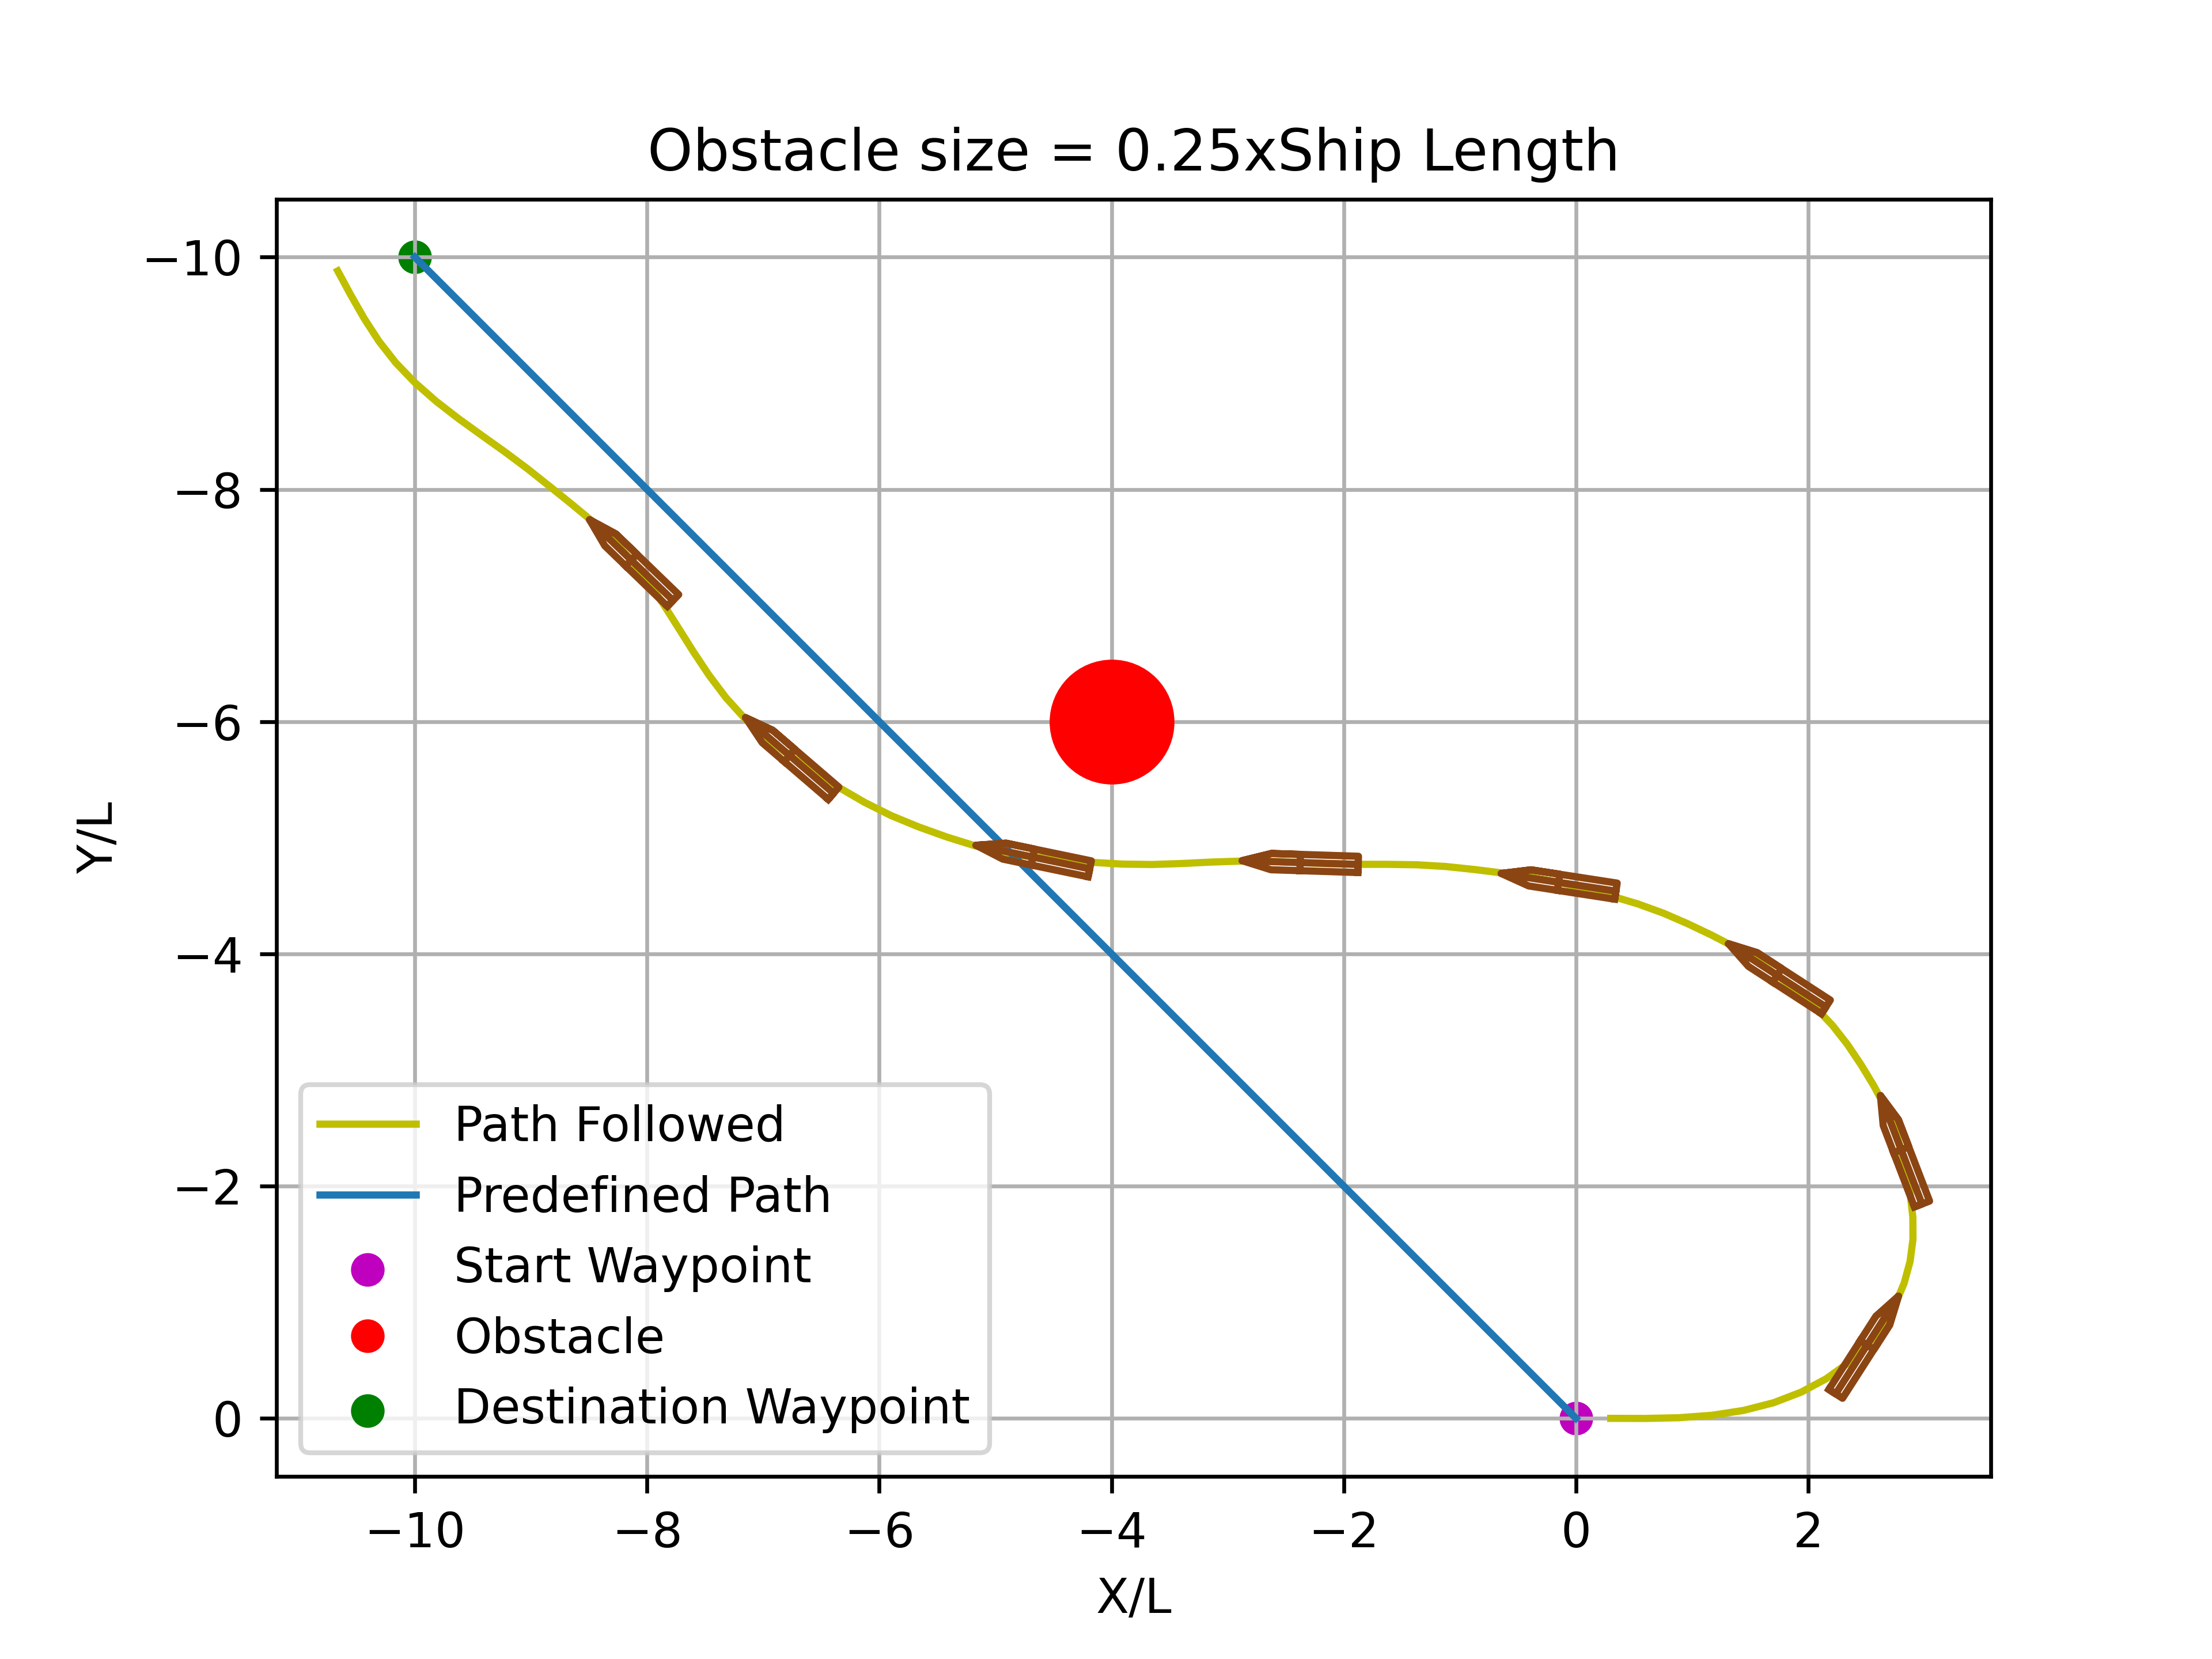 Obstacle size = 0.25xShip Length
−10
−8
−6
−4
−2
0
Y/L
Path Followed
Predefined Path
Start Waypoint
Obstacle
Destination Waypoint
−10 −8 −6 −4 −2 0 2
X/L